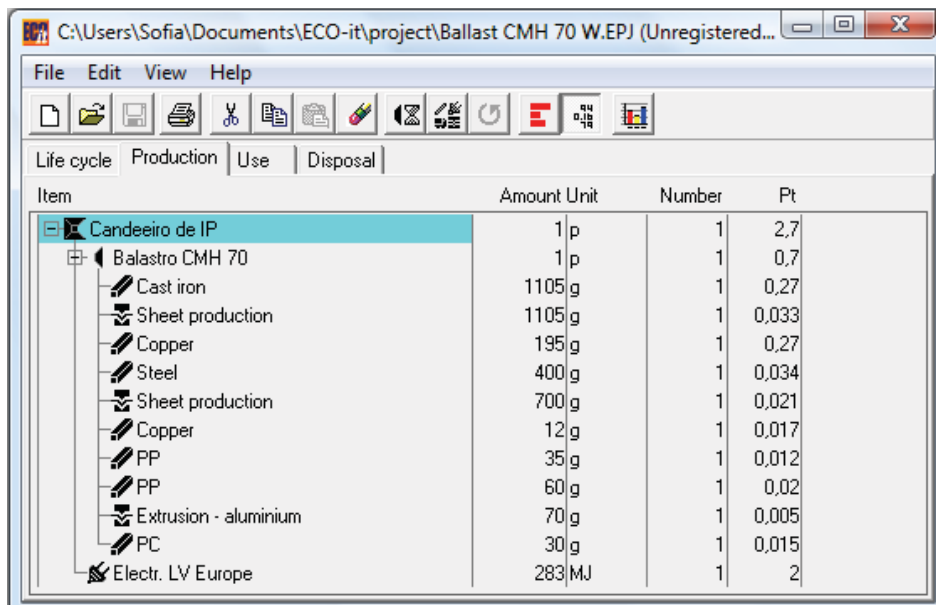 C:\Users\Sofia\Documents\ECO-it\project\Ballast CMH 70 W.EPJ (Unregistered...
File Edit View Help
Life cycle Production Use Disposal
Item Amount Unit Number Pt
Candeeiro de IP 1 p 1 2,7
Balastro CMH 70 1 p 1 0,7
Cast iron 1105 g 1 0,27
Sheet production 1105 g 1 0,033
Copper 195 g 1 0,27
Steel 400 g 1 0,034
Sheet production 700 g 1 0,021
Copper 12 g 1 0,017
PP 35 g 1 0,012
PP 60 g 1 0,02
Extrusion - aluminium 70 g 1 0,005
PC 30 g 1 0,015
Electr. LV Europe 283 MJ 1 2